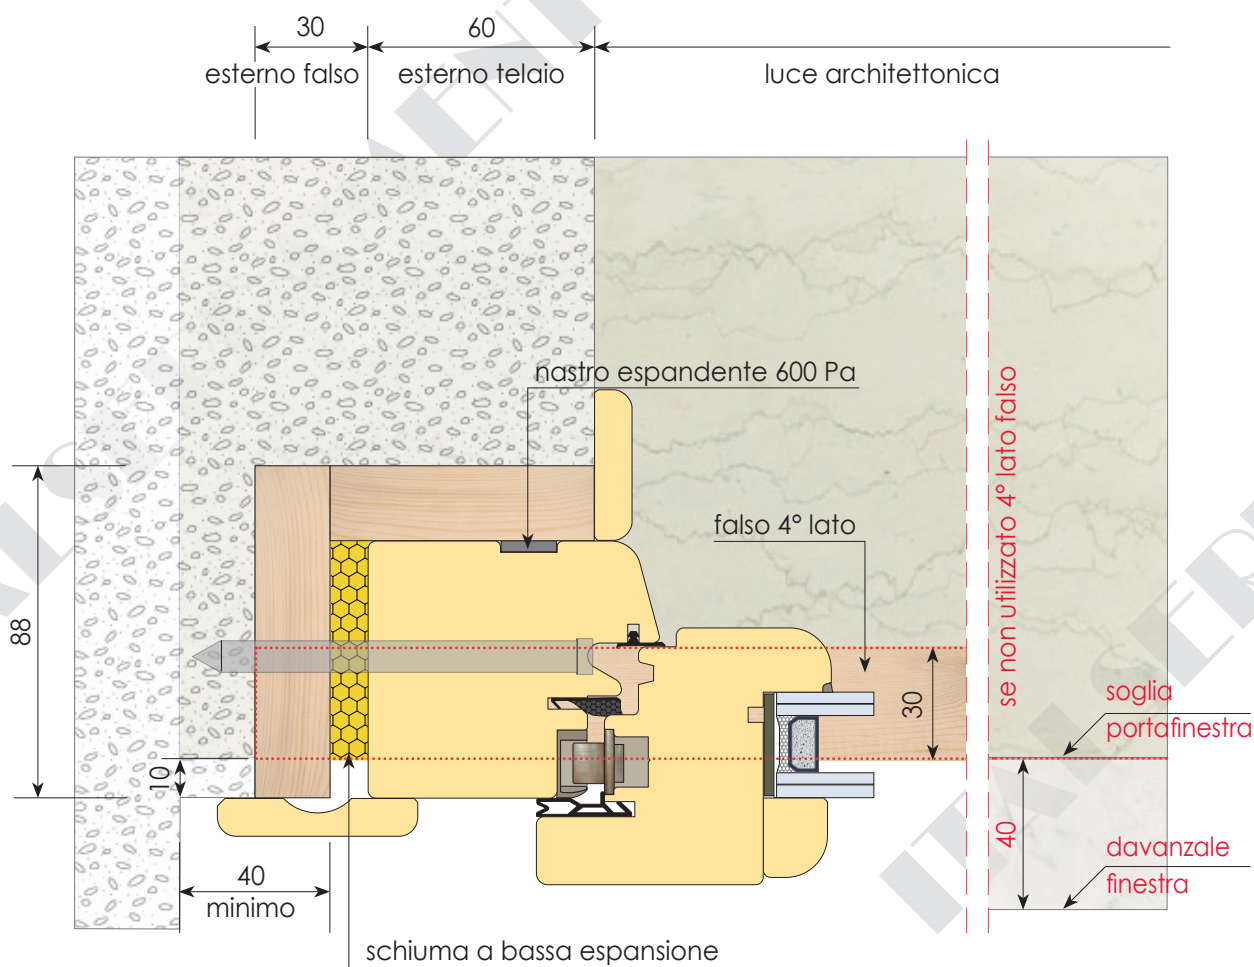 30
60
esterno falso
esterno telaio
luce architettonica
nastro espandente 600 Pa
se non utilizzato 4° lato falso
falso 4° lato
88
30
soglia
portafinestra
10
40
40
minimo
davanzale
finestra
schiuma a bassa espansione